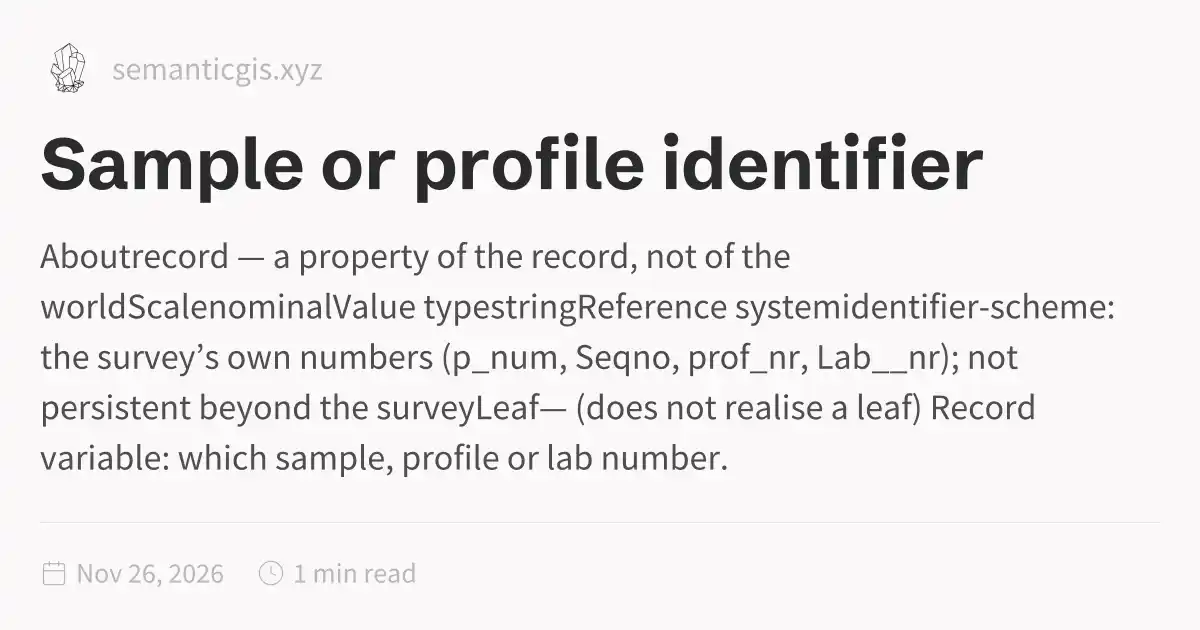 semanticgis.xyz
Sample or profile identifier
Aboutrecord — a property of the record, not of the
worldScalenominalValue typestringReference systemidentifier-scheme:
the survey’s own numbers (p_num, Seqno, prof_nr, Lab__nr); not
persistent beyond the surveyLeaf— (does not realise a leaf) Record
variable: which sample, profile or lab number.
Nov 26, 2026 1 min read